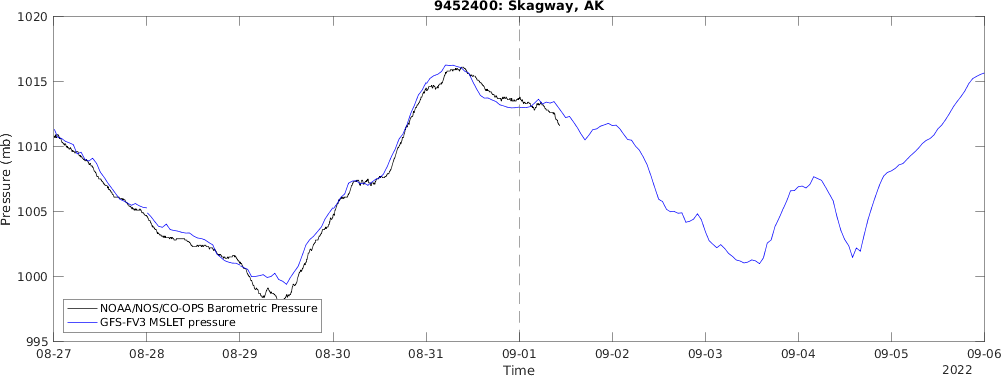 9452400: Skagway, AK
Pressure (mb)
1020
1015
1010
1005
1000
995
NOAA/NOS/CO-OPS Barometric Pressure
GFS-FV3 MSLET pressure
08-27 08-28 08-29 08-30 08-31 09-01 09-02 09-03 09-04 09-05 09-06
Time
2022